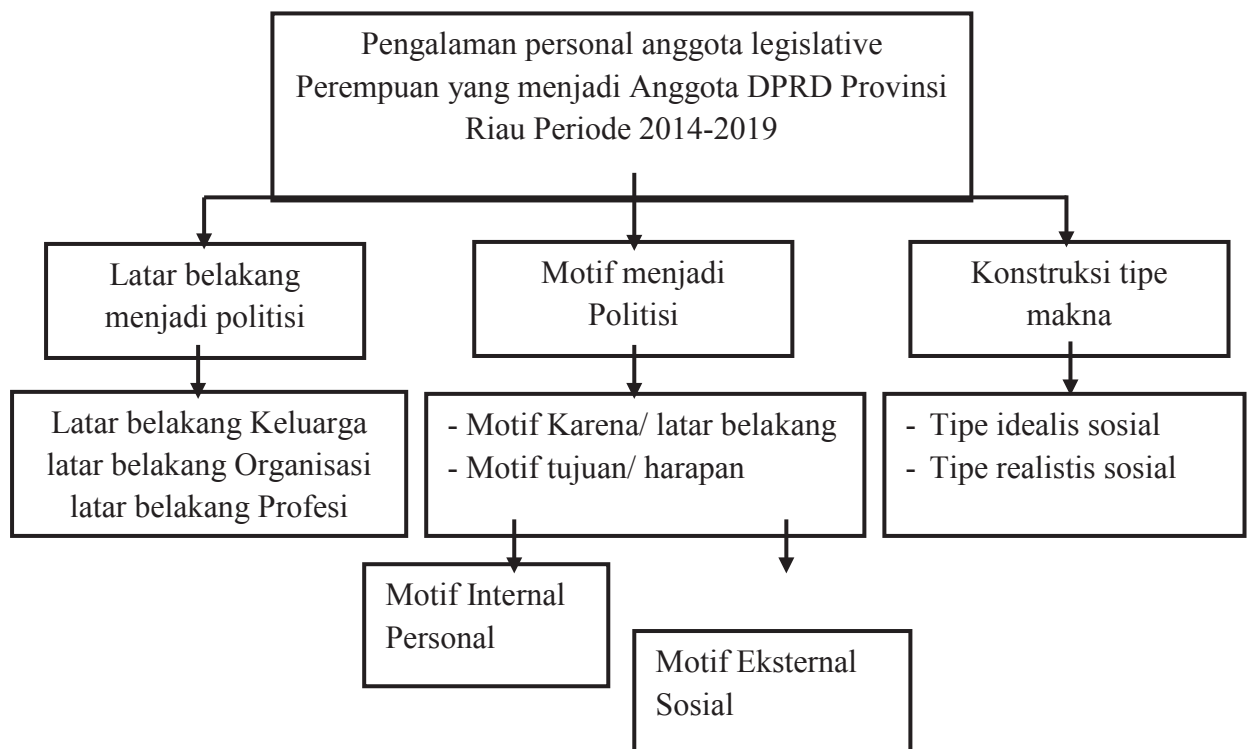 Pengalaman personal anggota legislative
Perempuan yang menjadi Anggota DPRD Provinsi
Riau Periode 2014-2019
Latar belakang
menjadi politisi
Motif menjadi
Politisi
Konstruksi tipe
makna
Latar belakang Keluarga
latar belakang Organisasi
latar belakang Profesi
- Motif Karena/ latar belakang
- Motif tujuan/ harapan
- Tipe idealis sosial
- Tipe realistis sosial
Motif Internal
Personal
Motif Eksternal
Sosial